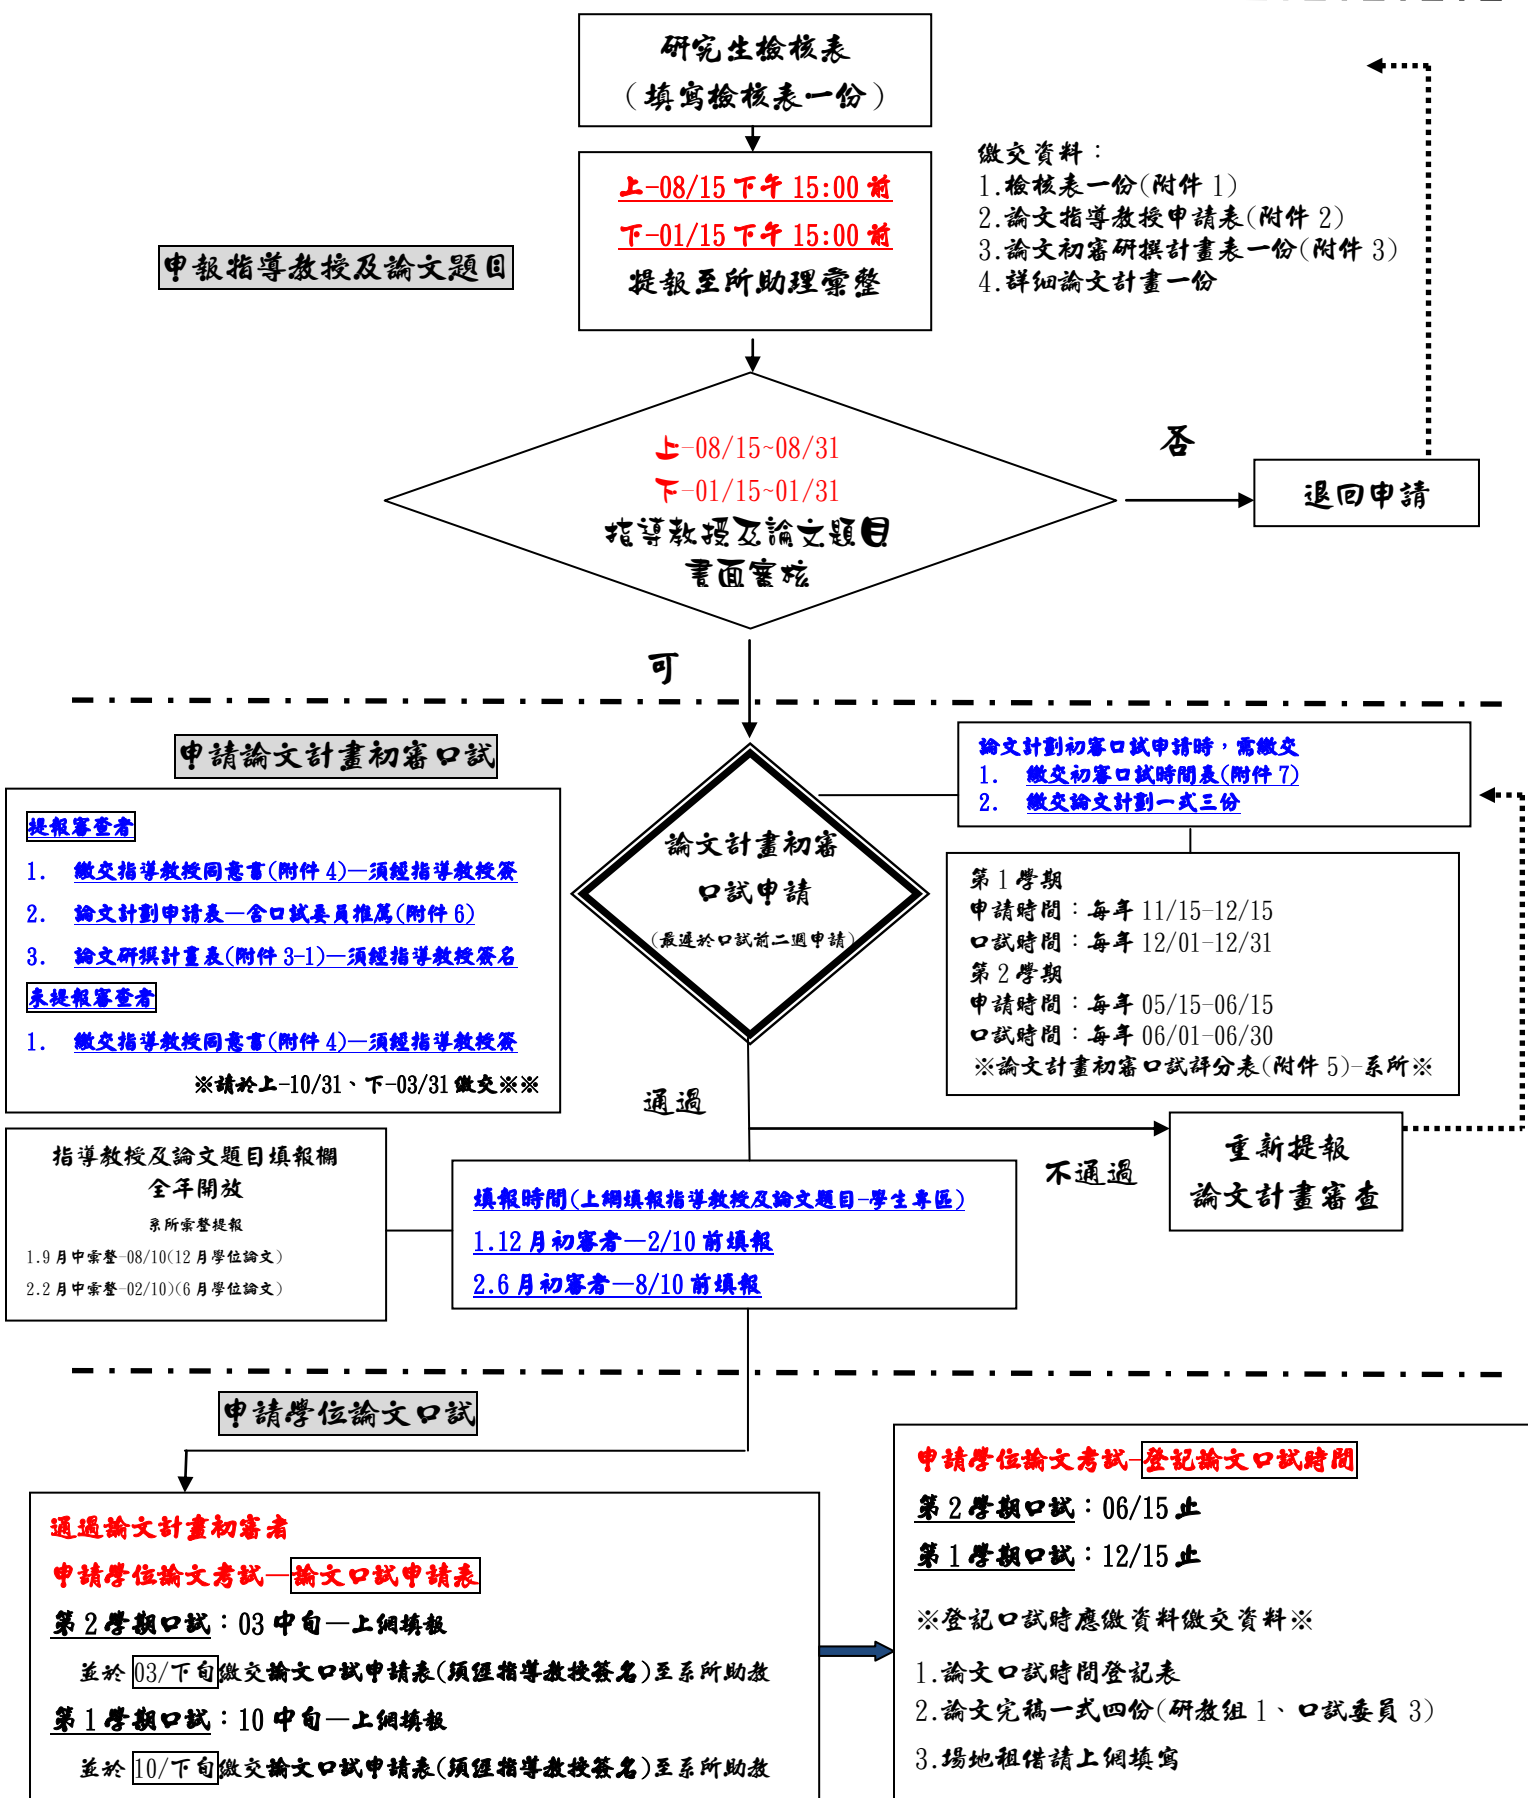 研究生檢核表
(填寫檢核表一份)
上-08/15 下午 15:00 前
下-01/15 下午 15:00 前
提報至所助理彙整
申報指導教授及論文題目
繳交資料：
1.檢核表一份(附件 1)
2.論文指導教授申請表(附件 2)
3.論文初審研撰計畫表一份(附件 3)
4.詳細論文計畫一份
上-08/15~08/31
下-01/15~01/31
指導教授及論文題目
書面審核
否
退回申請
可
申請論文計畫初審口試
提報審查者
1. 繳交指導教授同意書(附件 4)—須經指導教授簽
2. 論文計劃申請表—含口試委員推薦(附件 6)
3. 論文研撰計畫表(附件 3-1)—須經指導教授簽名
未提報審查者
1. 繳交指導教授同意書(附件 4)—須經指導教授簽
※請於上-10/31、下-03/31 繳交※※
論文計畫初審
口試申請
(最遲於口試前二週申請)
論文計劃初審口試申請時，需繳交
1. 繳交初審口試時間表(附件 7)
2. 繳交論文計劃一式三份
第 1 學期
申請時間：每年 11/15-12/15
口試時間：每年 12/01-12/31
第 2 學期
申請時間：每年 05/15-06/15
口試時間：每年 06/01-06/30
※論文計畫初審口試評分表(附件 5)-系所※
通過
不通過
重新提報
論文計畫審查
指導教授及論文題目填報欄
全年開放
系所彙整提報
1.9 月中彙整-08/10(12 月學位論文)
2.2 月中彙整-02/10)(6 月學位論文)
填報時間(上網填報指導教授及論文題目-學生專區)
1.12 月初審者—2/10 前填報
2.6 月初審者—8/10 前填報
申請學位論文口試
通過論文計畫初審者
申請學位論文考試—論文口試申請表
第 2 學期口試：03 中旬—上網填報
並於 03/下旬繳交論文口試申請表(須經指導教授簽名)至系所助教
第 1 學期口試：10 中旬—上網填報
並於 10/下旬繳交論文口試申請表(須經指導教授簽名)至系所助教
申請學位論文考試-登記論文口試時間
第 2 學期口試：06/15 止
第 1 學期口試：12/15 止
※登記口試時應繳資料繳交資料※
1.論文口試時間登記表
2.論文完稿一式四份(研教組 1、口試委員 3)
3.場地租借請上網填寫